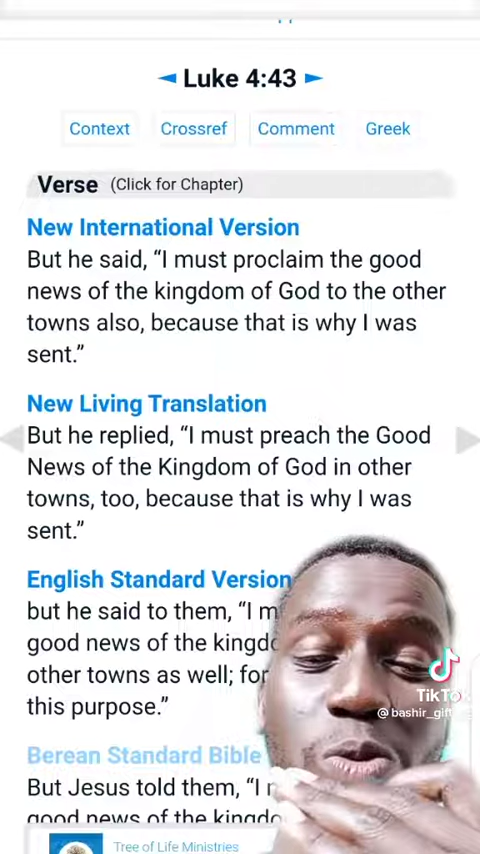 Luke 4:43
Context Crossref Comment Greek
Verse (Click for Chapter)
New International Version
But he said, “I must proclaim the good
news of the kingdom of God to the other
towns also, because that is why I was
sent.”
New Living Translation
But he replied, “I must preach the Good
News of the Kingdom of God in other
towns, too, because that is why I was
sent.”
English Standard Version
but he said to them, “I m
good news of the kingd
other towns as well; for
this purpose.”
Berean Standard Bible
But Jesus told them, “I
good news of the kingd
Tree of Life Ministries
TikTok